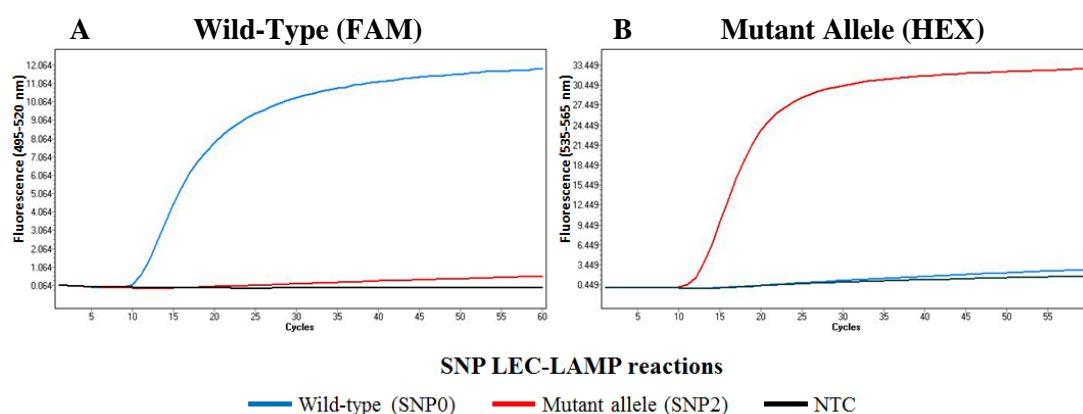 A Wild-Type (FAM)
B Mutant Allele (HEX)
Fluorescence (495-520 nm)
12.064
11.064
10.064
9.064
8.064
7.064
6.064
5.064
4.064
3.064
2.064
1.064
0.064
5 10 15 20 25 30 35 40 45 50 55 60
Cycles
Fluorescence (535-565 nm)
33.449
30.449
27.449
24.449
21.449
18.449
15.449
12.449
9.449
6.449
3.449
0.449
5 10 15 20 25 30 35 40 45 50 55
Cycles
SNP LEC-LAMP reactions
Wild-type (SNP0) Mutant allele (SNP2) NTC